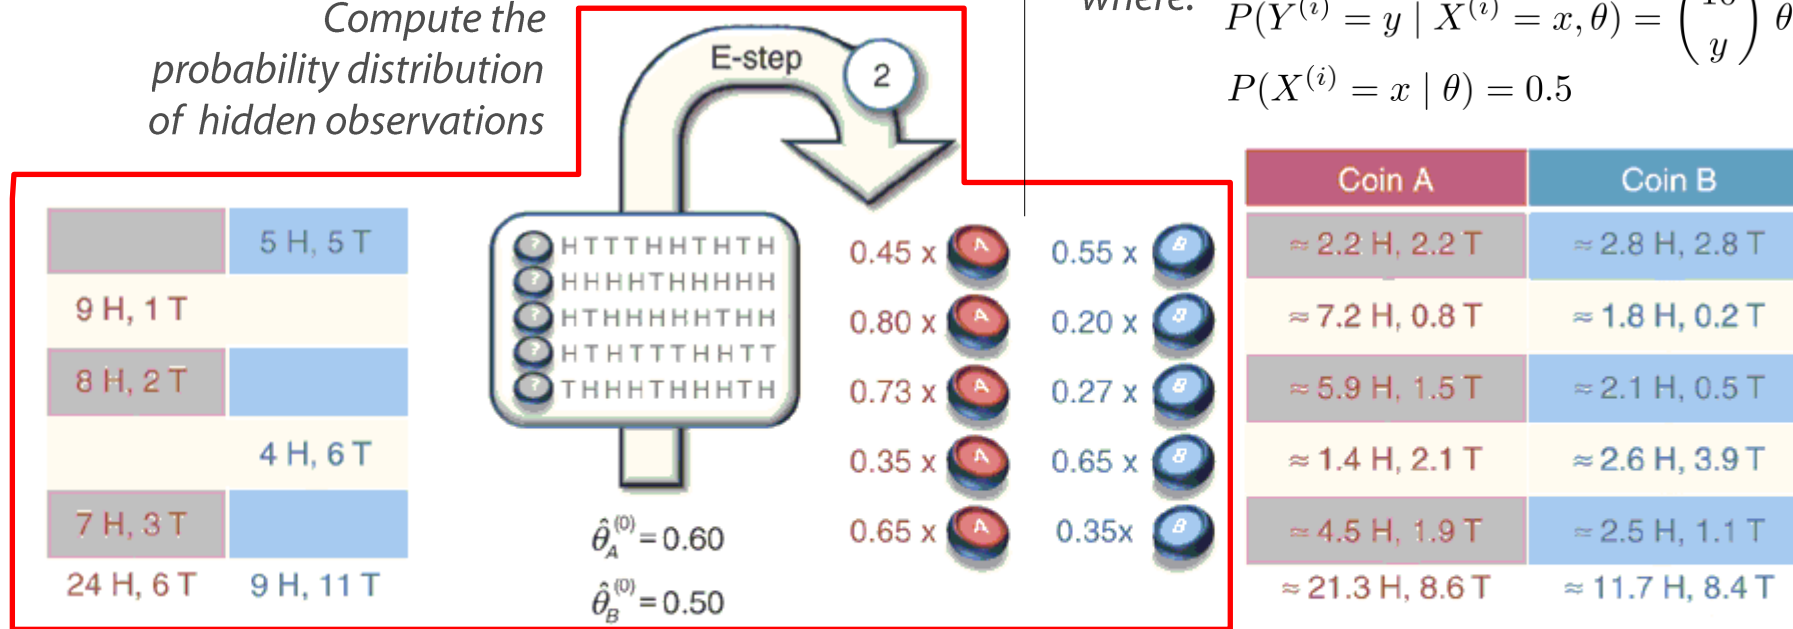 Compute the
probability distribution
of hidden observations
E-step
2
where:
P(Y^{(i)} = y | X^{(i)} = x, θ) = \binom{10}{y} θ
P(X^{(i)} = x | θ) = 0.5
5 H, 5 T
9 H, 1 T
8 H, 2 T
4 H, 6 T
7 H, 3 T
24 H, 6 T 9 H, 11 T
? H T T T H H T H T H
? H H H H T H H H H H
? H T H H H H H T H H
? H T H T T T H H T T
? T H H H T H H H T H
θ̂_A^{(0)} = 0.60
θ̂_B^{(0)} = 0.50
0.45 x A 0.55 x B
0.80 x A 0.20 x B
0.73 x A 0.27 x B
0.35 x A 0.65 x B
0.65 x A 0.35x B
Coin A Coin B
≈ 2.2 H, 2.2 T ≈ 2.8 H, 2.8 T
≈ 7.2 H, 0.8 T ≈ 1.8 H, 0.2 T
≈ 5.9 H, 1.5 T ≈ 2.1 H, 0.5 T
≈ 1.4 H, 2.1 T ≈ 2.6 H, 3.9 T
≈ 4.5 H, 1.9 T ≈ 2.5 H, 1.1 T
≈ 21.3 H, 8.6 T ≈ 11.7 H, 8.4 T